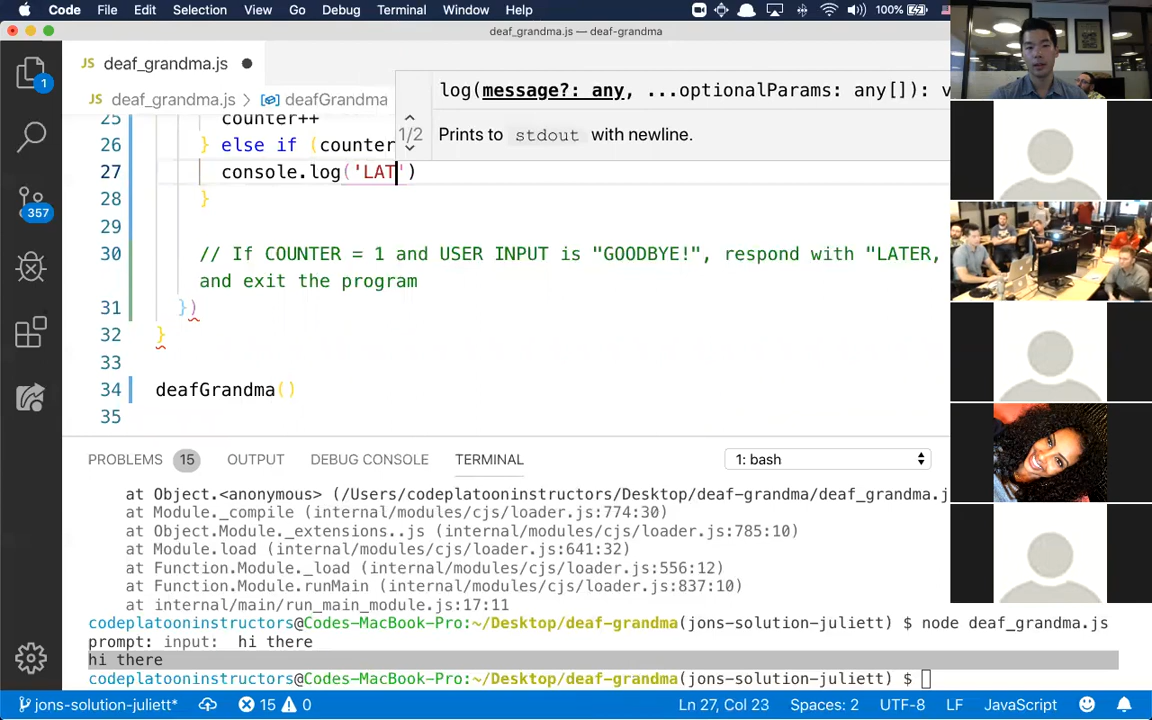 Code File Edit Selection View Go Debug Terminal Window Help 100%
deaf_grandma.js — deaf-grandma
JS deaf_grandma.js
JS deaf_grandma.js > deafGrandma
log(message?: any, ...optionalParams: any[]): v
1/2 Prints to stdout with newline.
25 counter++
26 } else if (counter
27 console.log('LAT')
28 }
29
30 // If COUNTER = 1 and USER INPUT is "GOODBYE!", respond with "LATER,
and exit the program
31 })
32 }
33
34 deafGrandma()
35
1
357
PROBLEMS 15 OUTPUT DEBUG CONSOLE TERMINAL 1: bash
at Object.<anonymous> (/Users/codeplatooninstructors/Desktop/deaf-grandma/deaf_grandma.j
at Module._compile (internal/modules/cjs/loader.js:774:30)
at Object.Module._extensions..js (internal/modules/cjs/loader.js:785:10)
at Module.load (internal/modules/cjs/loader.js:641:32)
at Function.Module._load (internal/modules/cjs/loader.js:556:12)
at Function.Module.runMain (internal/modules/cjs/loader.js:837:10)
at internal/main/run_main_module.js:17:11
codeplatooninstructors@Codes-MacBook-Pro:~/Desktop/deaf-grandma(jons-solution-juliett) $ node deaf_grandma.js
prompt: input: hi there
hi there
codeplatooninstructors@Codes-MacBook-Pro:~/Desktop/deaf-grandma(jons-solution-juliett) $
jons-solution-juliett* 15 0 Ln 27, Col 23 Spaces: 2 UTF-8 LF JavaScript